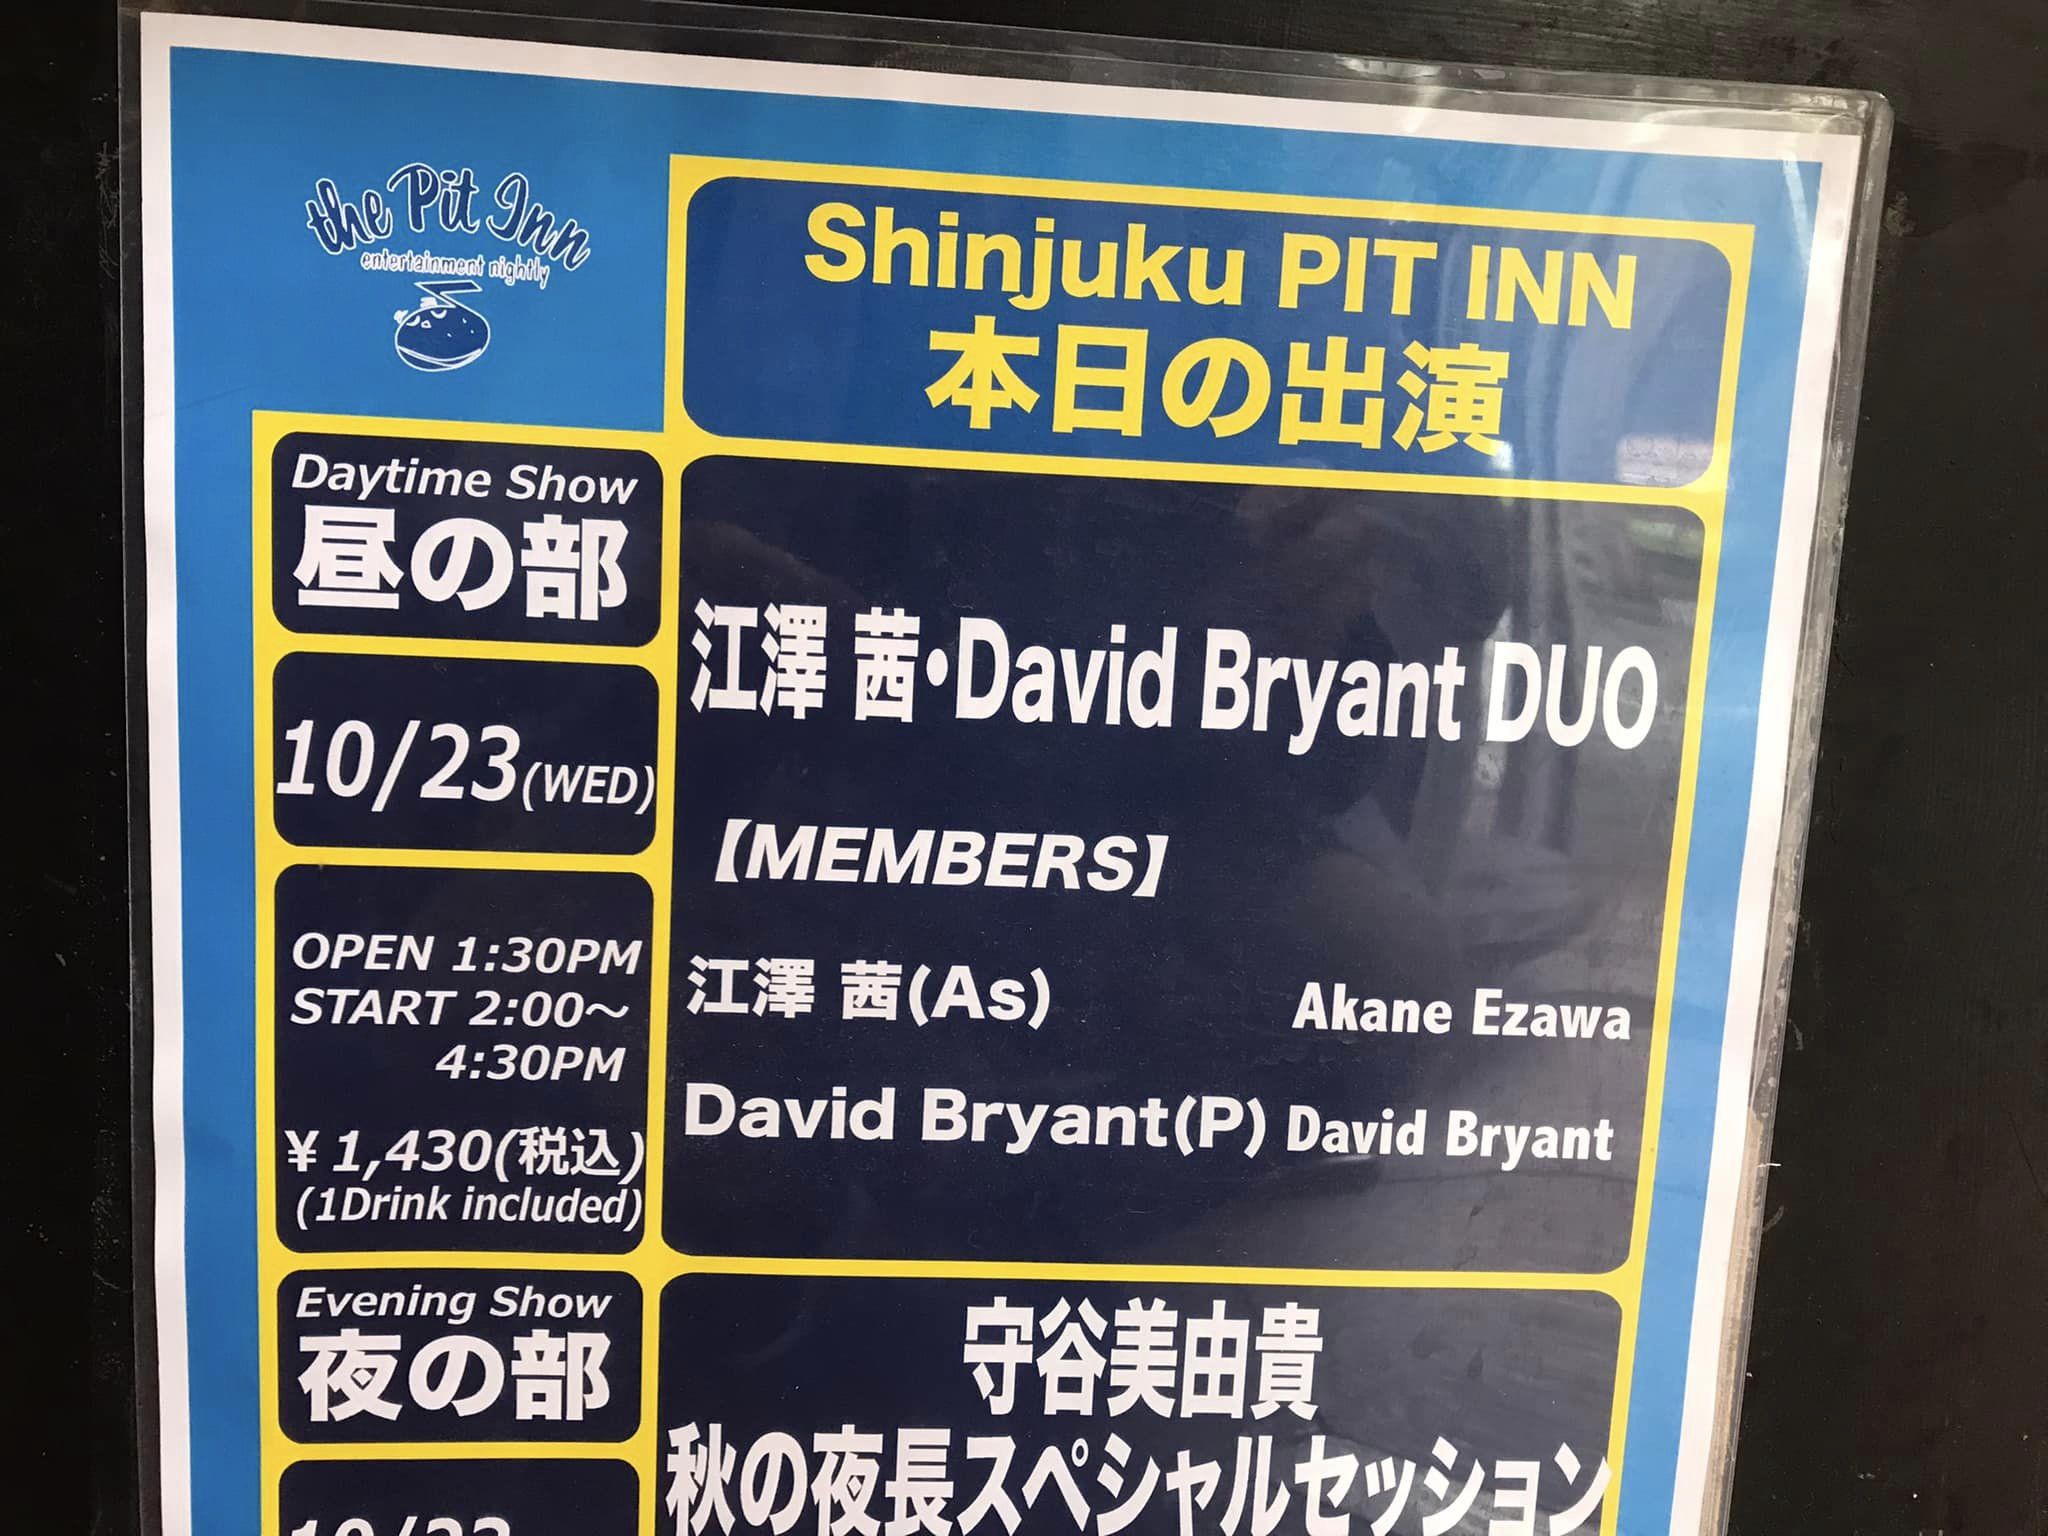 the Pit Inn
entertainment nightly
Shinjuku PIT INN
本日の出演
Daytime Show
昼の部
10/23(WED)
OPEN 1:30PM
START 2:00〜
4:30PM
¥1,430(税込)
(1Drink included)
江澤 茜・David Bryant DUO
【MEMBERS】
江澤 茜(As) Akane Ezawa
David Bryant(P) David Bryant
Evening Show
夜の部
10/23
守谷美由貴
秋の夜長スペシャルセッション